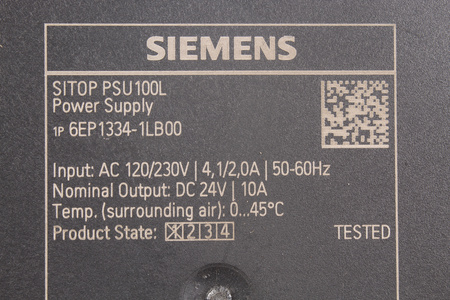 SIEMENS
SITOP PSU100L
Power Supply
1P 6EP1334-1LB00
Input: AC 120/230V | 4,1/2,0A | 50-60Hz
Nominal Output: DC 24V | 10A
Temp. (surrounding air): 0...45°C
Product State: 1 2 3 4 TESTED